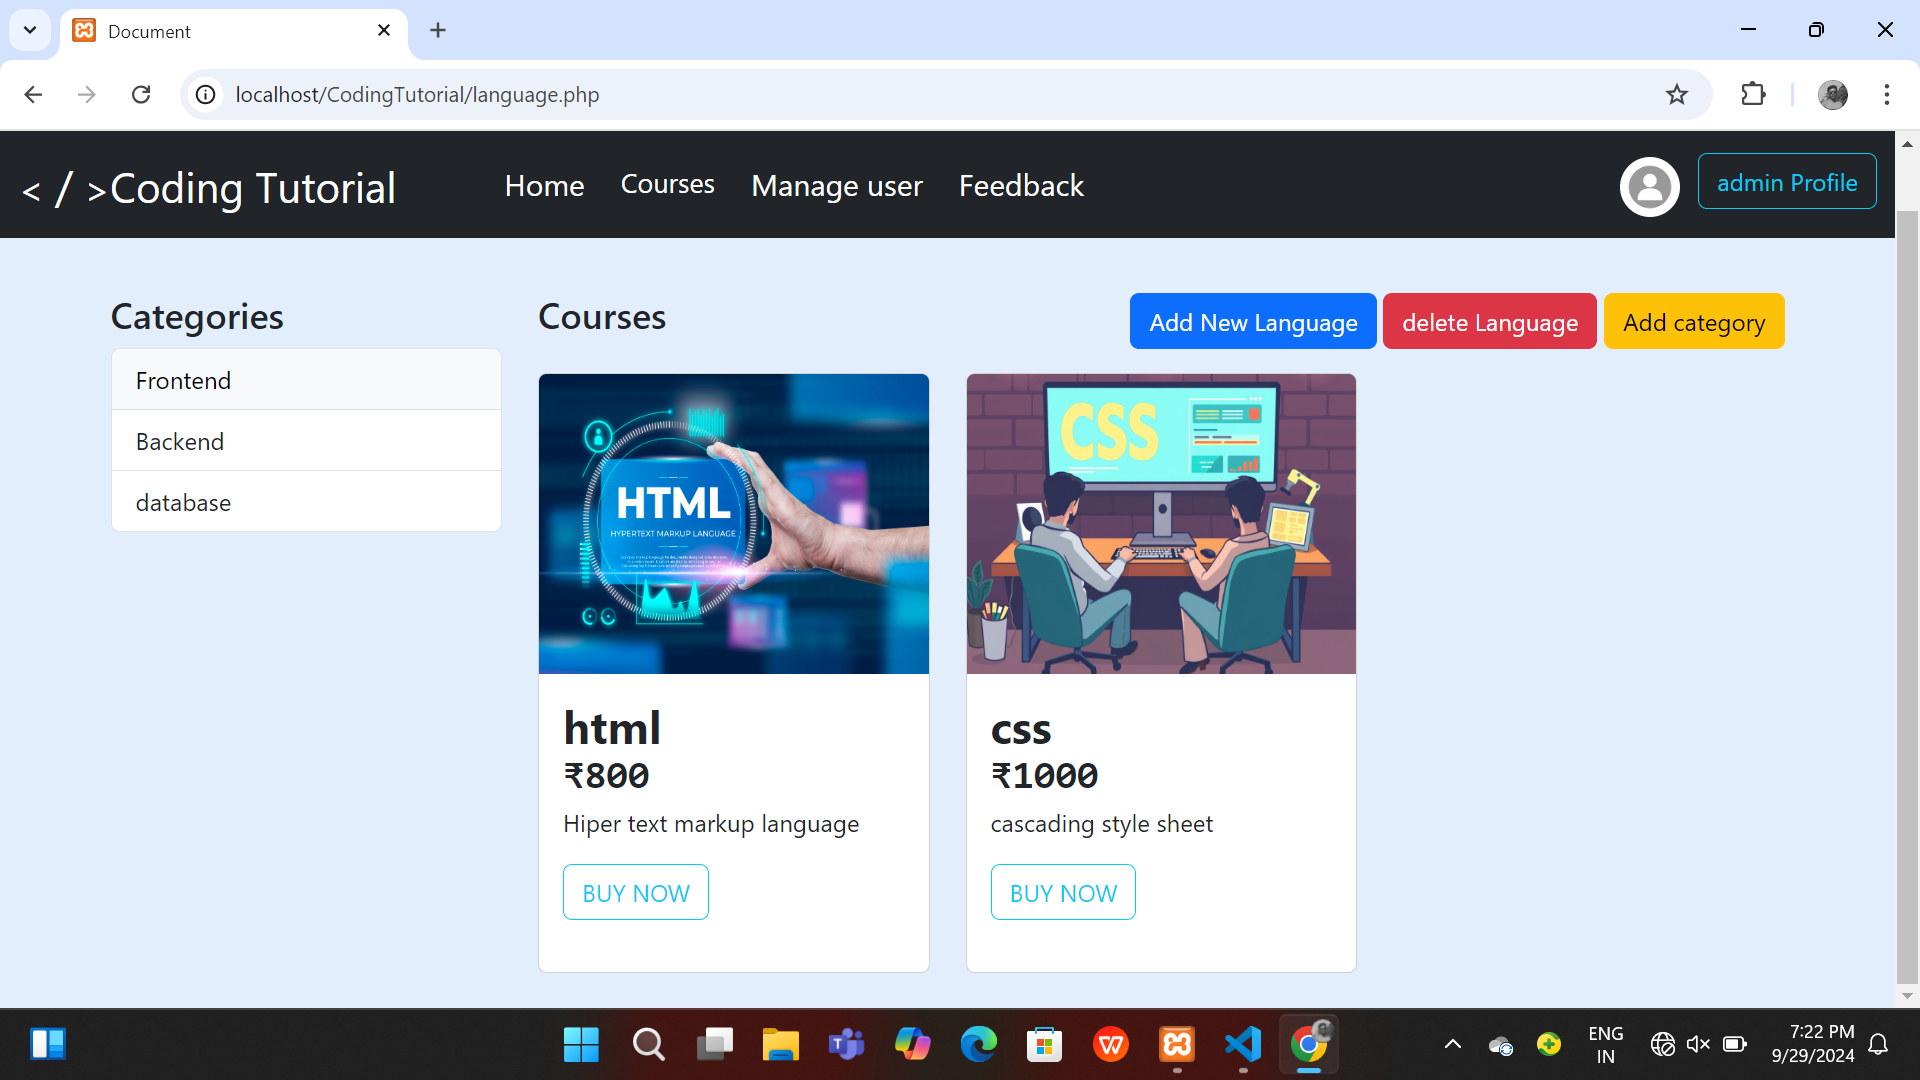 Document
localhost/CodingTutorial/language.php
< / >Coding Tutorial
Home
Courses
Manage user
Feedback
admin Profile
Categories
Frontend
Backend
database
Courses
Add New Language
delete Language
Add category
HTML
HYPERTEXT MARKUP LANGUAGE
CSS
html
₹800
Hiper text markup language
BUY NOW
css
₹1000
cascading style sheet
BUY NOW
ENG
IN
7:22 PM
9/29/2024